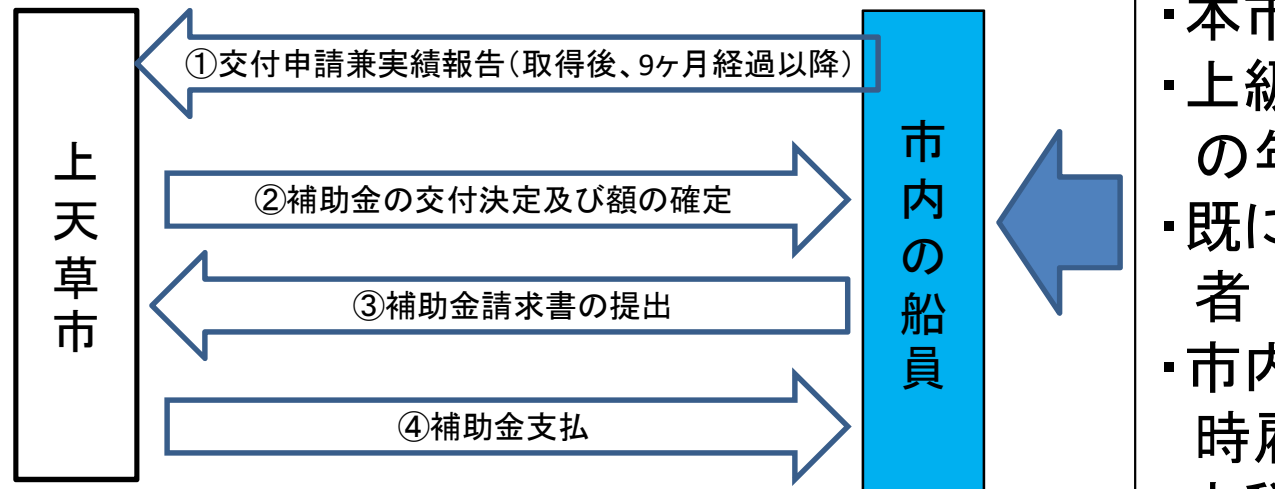 上天草市
①交付申請兼実績報告(取得後、9ヶ月経過以降)
②補助金の交付決定及び額の確定
③補助金請求書の提出
④補助金支払
市内の船員
・本市
・上級
の年
・既に
者
・市内
時雇